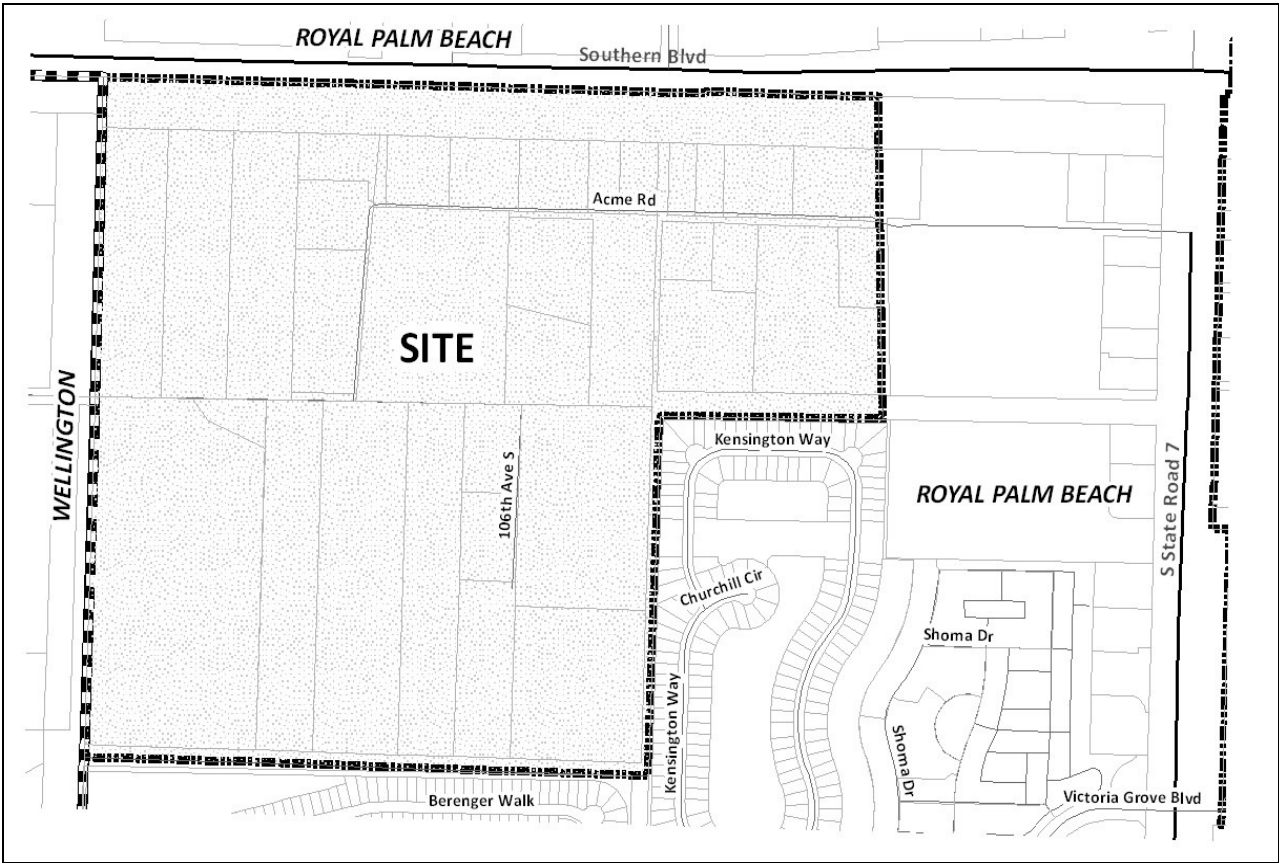 ROYAL PALM BEACH
Southern Blvd
Acme Rd
SITE
WELLINGTON
Kensington Way
106th Ave S
ROYAL PALM BEACH
S State Road 7
Churchill Cir
Shoma Dr
Kensington Way
Shoma Dr
Berenger Walk
Victoria Grove Blvd